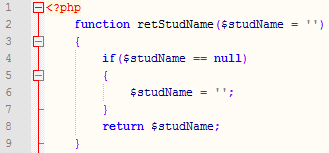 1 <?php
2 function retStudName($studName = '')
3 {
4 if($studName == null)
5 {
6 $studName = '';
7 }
8 return $studName;
9 }